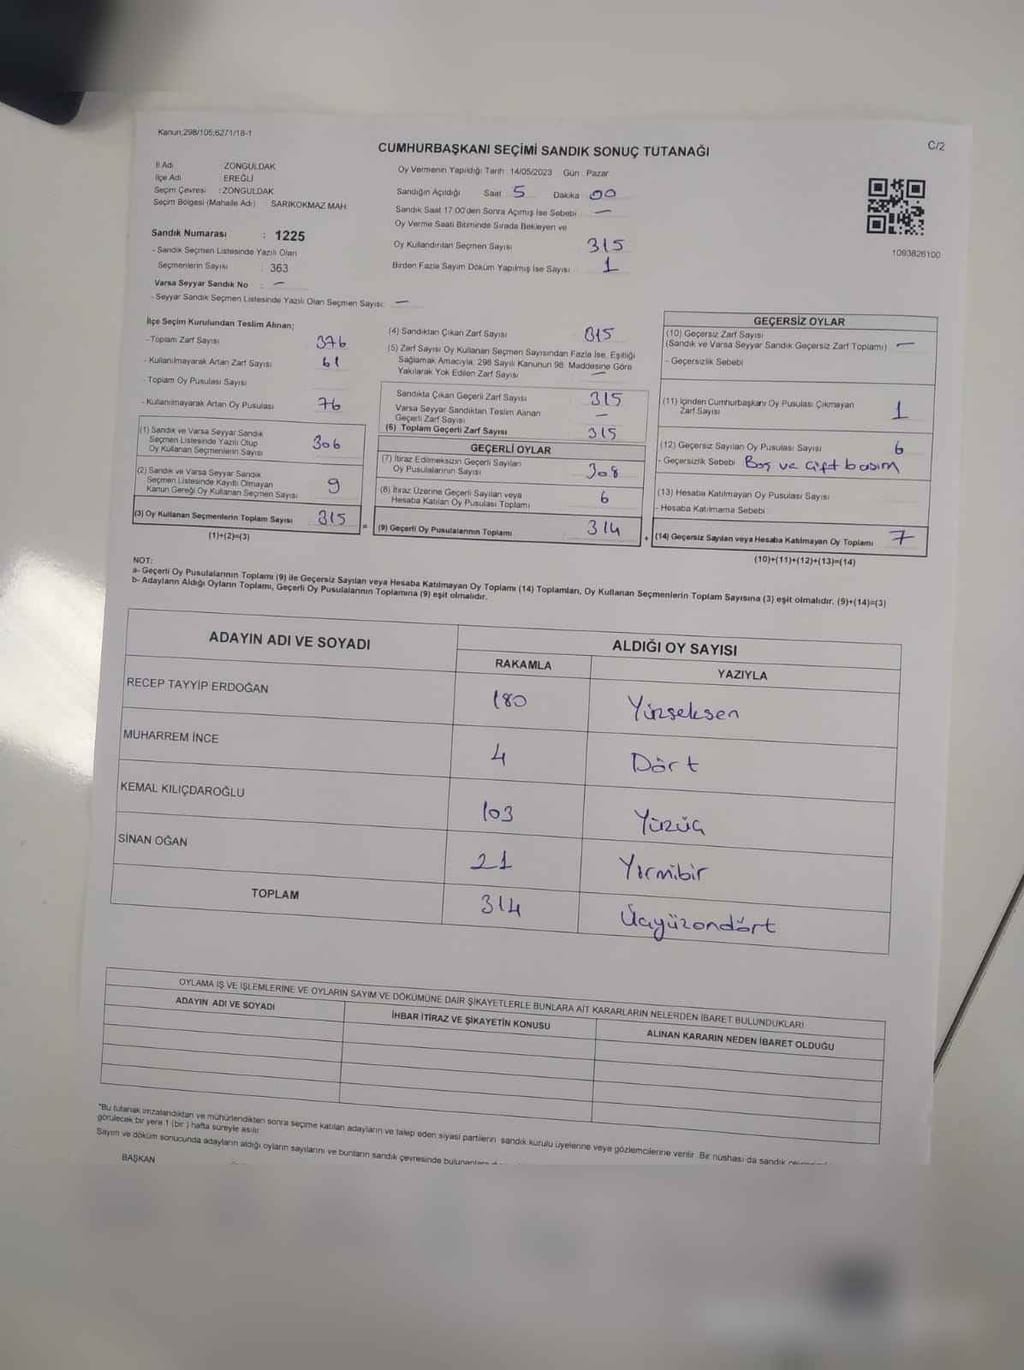 Kanun;298/105;6271/18-1
C/2
CUMHURBAŞKANI SEÇİMİ SANDIK SONUÇ TUTANAĞI
İl Adı : ZONGULDAK
İlçe Adı : EREĞLİ
Seçim Çevresi : ZONGULDAK
Seçim Bölgesi (Mahalle Adı) : SARIKOKMAZ MAH.
Sandık Numarası : 1225
- Sandık Seçmen Listesinde Yazılı Olan
Seçmenlerin Sayısı : 363
Varsa Seyyar Sandık No : —
- Seyyar Sandık Seçmen Listesinde Yazılı Olan Seçmen Sayısı: —
Oy Vermenin Yapıldığı Tarih: 14/05/2023 Gün : Pazar
Sandığın Açıldığı Saat 5 Dakika 00
Sandık Saat 17.00'den Sonra Açımış İse Sebebi —
Oy Verme Saati Bitiminde Sırada Bekleyen ve
Oy Kullandırılan Seçmen Sayısı 315
Birden Fazla Sayım Döküm Yapılmış İse Sayısı 1
1093826100
İlçe Seçim Kurulundan Teslim Alınan;
-Toplam Zarf Sayısı 376
- Kullanılmayarak Artan Zarf Sayısı 61
- Toplam Oy Pusulası Sayısı
- Kullanılmayarak Artan Oy Pusulası 76
(1) Sandık ve Varsa Seyyar Sandık
Seçmen Listesinde Yazılı Olup
Oy Kullanan Seçmenlerin Sayısı 306
(2) Sandık ve Varsa Seyyar Sandık
Seçmen Listesinde Kayıtlı Olmayan
Kanun Gereği Oy Kullanan Seçmen Sayısı 9
(3) Oy Kullanan Seçmenlerin Toplam Sayısı 315
(1)+(2)=(3)
(4) Sandıktan Çıkan Zarf Sayısı 315
(5) Zarf Sayısı Oy Kullanan Seçmen Sayısından Fazla İse, Eşitliği
Sağlamak Amacıyla; 298 Sayılı Kanunun 98. Maddesine Göre
Yakılarak Yok Edilen Zarf Sayısı —
Sandıkta Çıkan Geçerli Zarf Sayısı 315
Varsa Seyyar Sandıktan Teslim Alınan
Geçerli Zarf Sayısı —
(6) Toplam Geçerli Zarf Sayısı 315
=
GEÇERLİ OYLAR
(7) İtiraz Edilmeksizin Geçerli Sayılan
Oy Pusulalarının Sayısı 308
(8) İtiraz Üzerine Geçerli Sayılan veya
Hesaba Katılan Oy Pusulası Toplamı 6
(9) Geçerli Oy Pusulalarının Toplamı 314
+
GEÇERSİZ OYLAR
(10) Geçersiz Zarf Sayısı
(Sandık ve Varsa Seyyar Sandık Geçersiz Zarf Toplamı) —
- Geçersizlik Sebebi
(11) İçinden Cumhurbaşkanı Oy Pusulası Çıkmayan
Zarf Sayısı 1
(12) Geçersiz Sayılan Oy Pusulası Sayısı 6
- Geçersizlik Sebebi Boş ve çift basım
(13) Hesaba Katılmayan Oy Pusulası Sayısı
- Hesaba Katılmama Sebebi
(14) Geçersiz Sayılan veya Hesaba Katılmayan Oy Toplamı 7
(10)+(11)+(12)+(13)=(14)
NOT:
a- Geçerli Oy Pusulalarının Toplamı (9) ile Geçersiz Sayılan veya Hesaba Katılmayan Oy Toplamı (14) Toplamları, Oy Kullanan Seçmenlerin Toplam Sayısına (3) eşit olmalıdır. (9)+(14)=(3)
b- Adayların Aldığı Oyların Toplamı, Geçerli Oy Pusulalarının Toplamına (9) eşit olmalıdır.
ADAYIN ADI VE SOYADI
ALDIĞI OY SAYISI
RAKAMLA YAZIYLA
RECEP TAYYİP ERDOĞAN 180 Yüzseksen
MUHARREM İNCE 4 Dört
KEMAL KILIÇDAROĞLU 103 Yüzüç
SİNAN OĞAN 21 Yirmibir
TOPLAM 314 Üçyüzondört
OYLAMA İŞ VE İŞLEMLERİNE VE OYLARIN SAYIM VE DÖKÜMÜNE DAİR ŞİKAYETLERLE BUNLARA AİT KARARLARIN NELERDEN İBARET BULUNDUKLARI
ADAYIN ADI VE SOYADI İHBAR İTİRAZ VE ŞİKAYETİN KONUSU ALINAN KARARIN NEDEN İBARET OLDUĞU
"Bu tutanak imzalandıktan ve mühürlendikten sonra seçime katılan adayların ve talep eden siyasi partilerin sandık kurulu üyelerine veya gözlemcilerine verilir. Bir nüshası da sandık
görülecek bir yere 1 (bir) hafta süreyle asılır.
Sayım ve döküm sonucunda adayların aldığı oyların sayılarını ve bunların sandık çevresinde
BAŞKAN